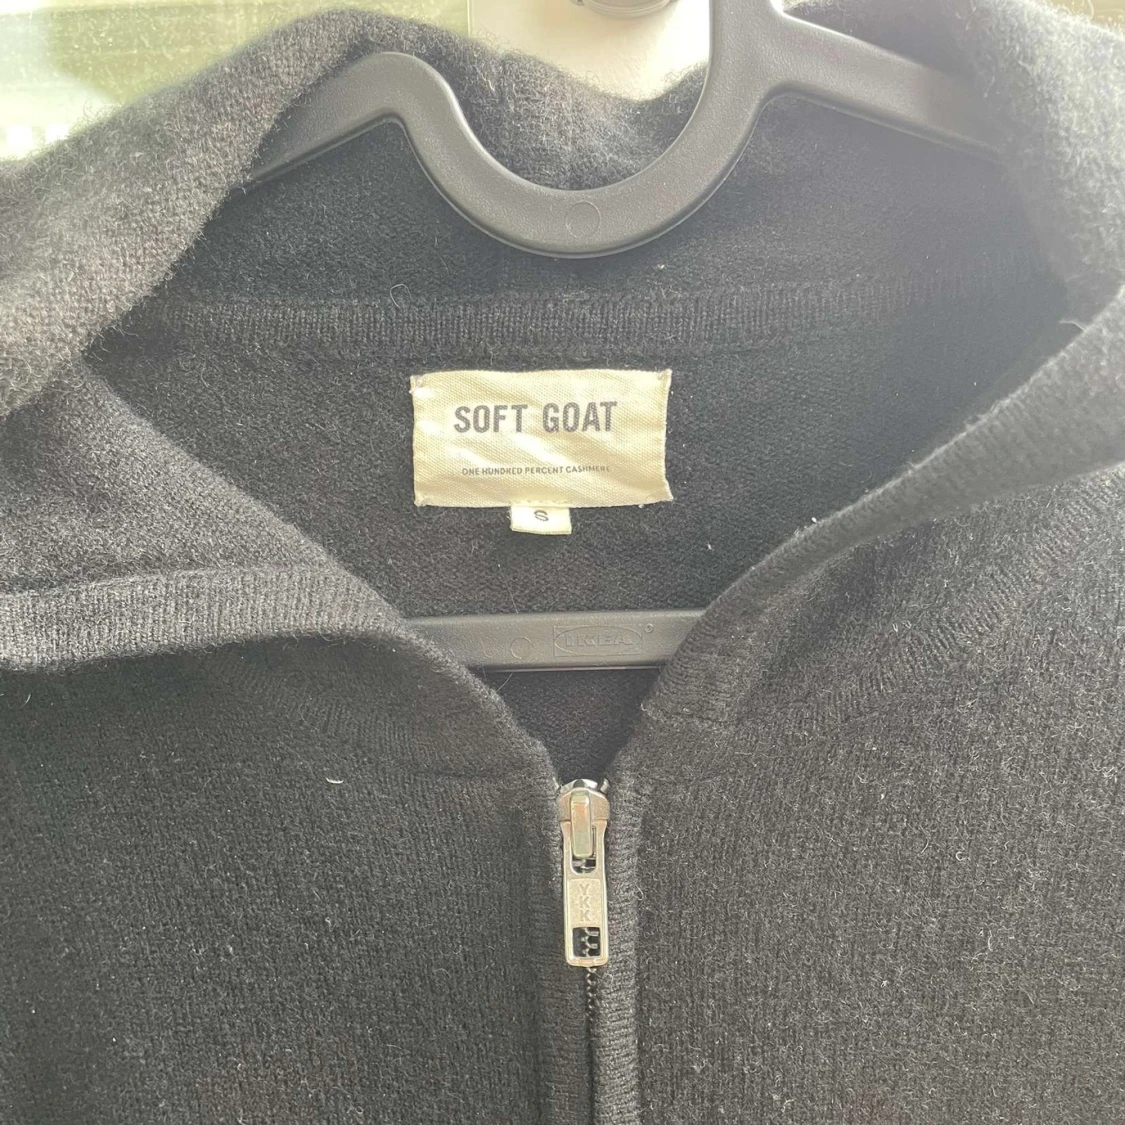 SOFT GOAT
ONE HUNDRED PERCENT CASHMERE
S
IKEA
YKK